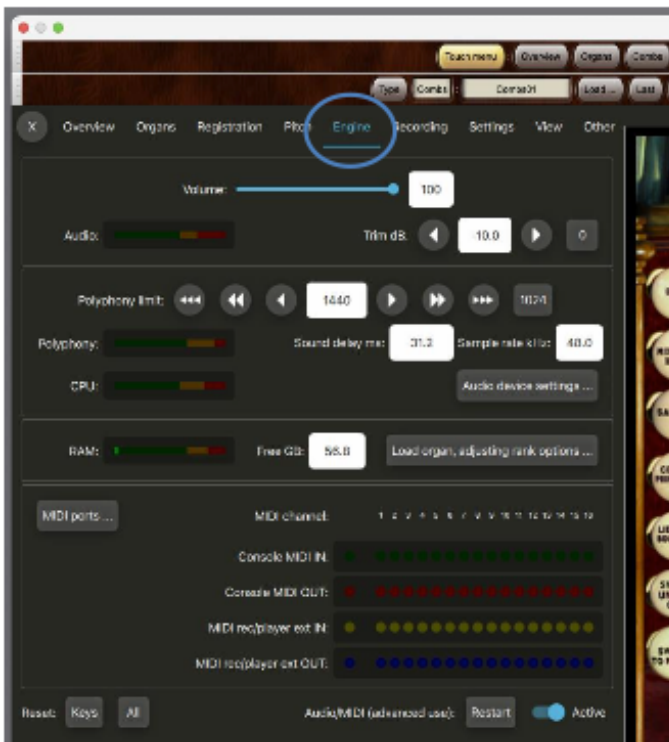 Touch menu : Overview Organs Combs
Type Combs : Combs01 Load ... Last
X Overview Organs Registration Pitch Engine Recording Settings View Other
Volume: 100
Audio: Trim dB: -10.0 0
Polyphony limit: 1440 1024
Polyphony: Sound delay ms: 31.2 Sample rate kHz: 48.0
CPU: Audio device settings ...
RAM: Free GB: 56.8 Load organ, adjusting rank options ...
MIDI ports ... MIDI channel: 1 2 3 4 5 6 7 8 9 10 11 12 13 14 15 16
Console MIDI IN:
Console MIDI OUT:
MIDI rec/player ext IN:
MIDI rec/player ext OUT:
Reset: Keys All Audio/MIDI (advanced use): Restart Active